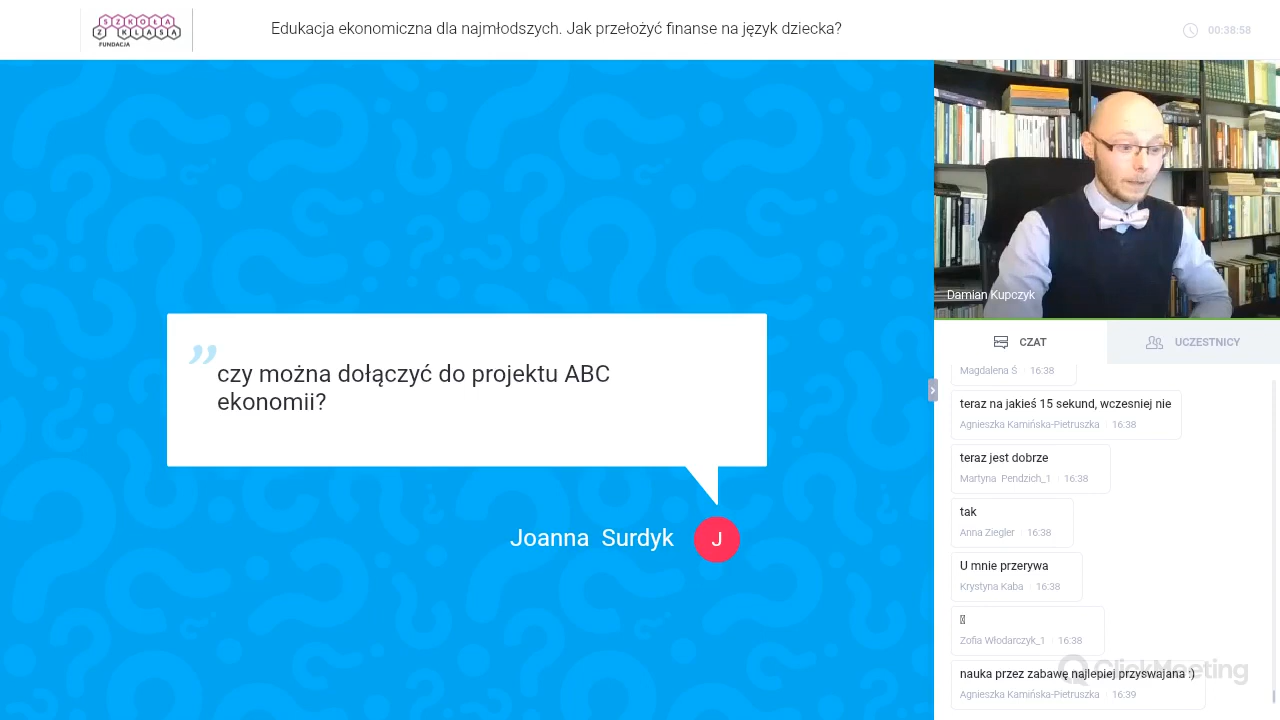 SZKOŁA
Z KLASĄ
FUNDACJA
Edukacja ekonomiczna dla najmłodszych. Jak przełożyć finanse na język dziecka?
00:38:58
czy można dołączyć do projektu ABC
ekonomii?
Joanna Surdyk
J
Damian Kupczyk
CZAT
UCZESTNICY
Magdalena Ś 16:38
teraz na jakieś 15 sekund, wczesniej nie
Agnieszka Kamińska-Pietruszka 16:38
teraz jest dobrze
Martyna Pendzich_1 16:38
tak
Anna Ziegler 16:38
U mnie przerywa
Krystyna Kaba 16:38
Zofia Włodarczyk_1 16:38
ClickMeeting
nauka przez zabawę najlepiej przyswajana :)
Agnieszka Kamińska-Pietruszka 16:39